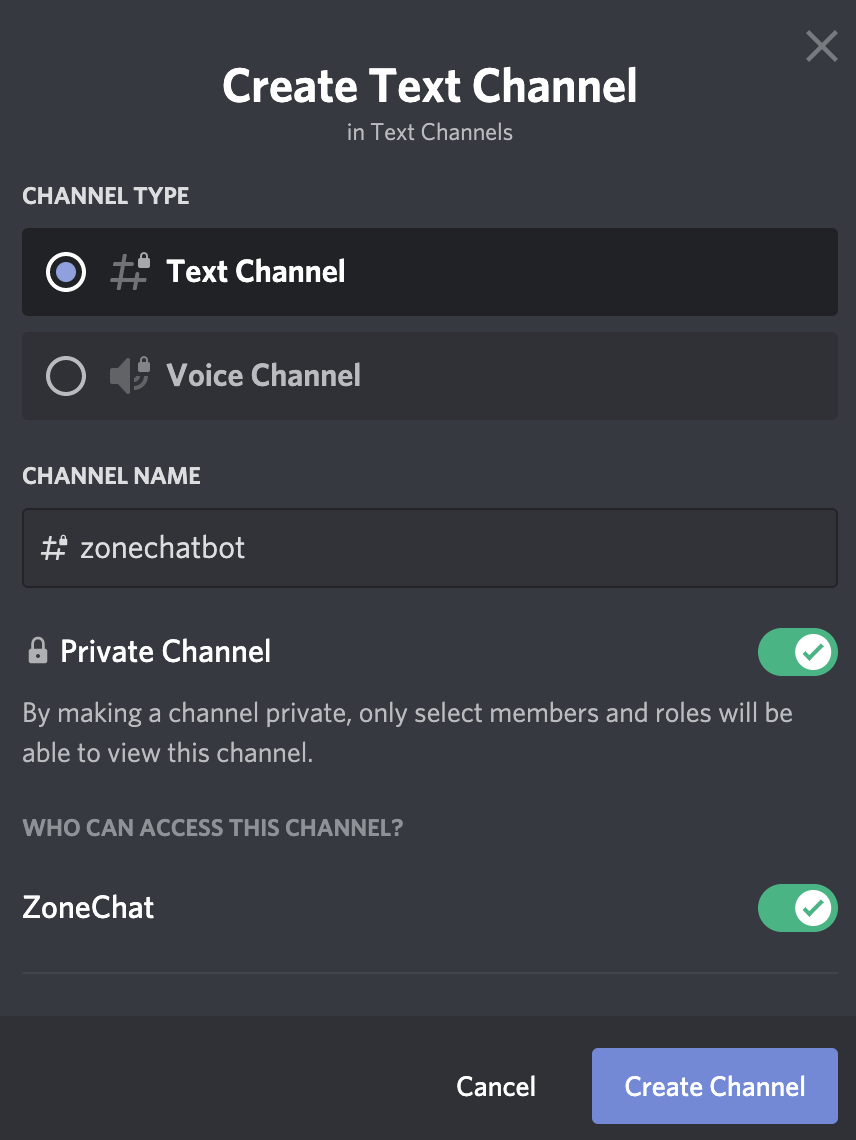 Create Text Channel
in Text Channels
CHANNEL TYPE
Text Channel
Voice Channel
CHANNEL NAME
zonechatbot
Private Channel
By making a channel private, only select members and roles will be
able to view this channel.
WHO CAN ACCESS THIS CHANNEL?
ZoneChat
Cancel Create Channel